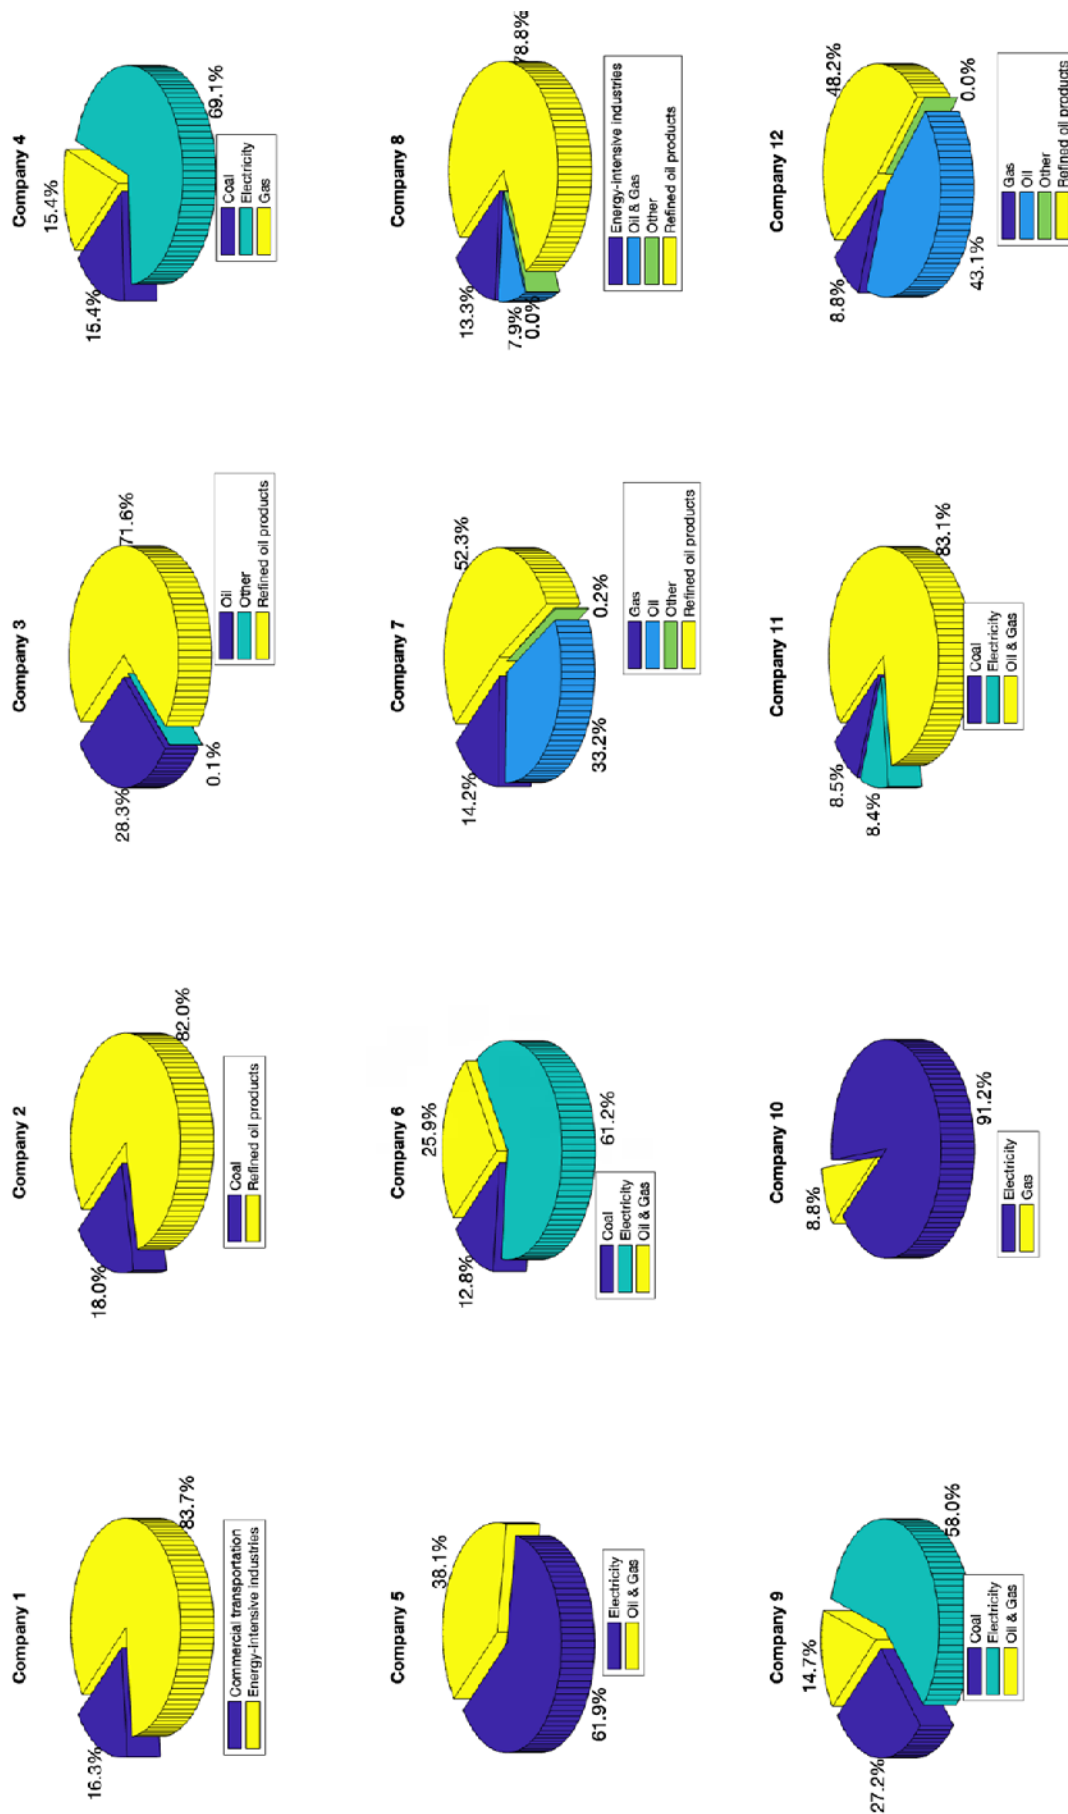 Company 1
16.3%
83.7%
Commercial transportation
Energy-intensive industries
Company 2
18.0%
82.0%
Coal
Refined oil products
Company 3
28.3%
0.1%
71.6%
Oil
Other
Refined oil products
Company 4
15.4%
15.4%
69.1%
Coal
Electricity
Gas
Company 5
61.9%
38.1%
Electricity
Oil & Gas
Company 6
12.8%
61.2%
25.9%
Coal
Electricity
Oil & Gas
Company 7
14.2%
33.2%
0.2%
52.3%
Gas
Oil
Other
Refined oil products
Company 8
13.3%
7.9%
0.0%
78.8%
Energy-intensive industries
Oil & Gas
Other
Refined oil products
Company 9
27.2%
58.0%
14.7%
Coal
Electricity
Oil & Gas
Company 10
91.2%
8.8%
Electricity
Gas
Company 11
8.5%
8.4%
83.1%
Coal
Electricity
Oil & Gas
Company 12
8.8%
43.1%
0.0%
48.2%
Gas
Oil
Other
Refined oil products